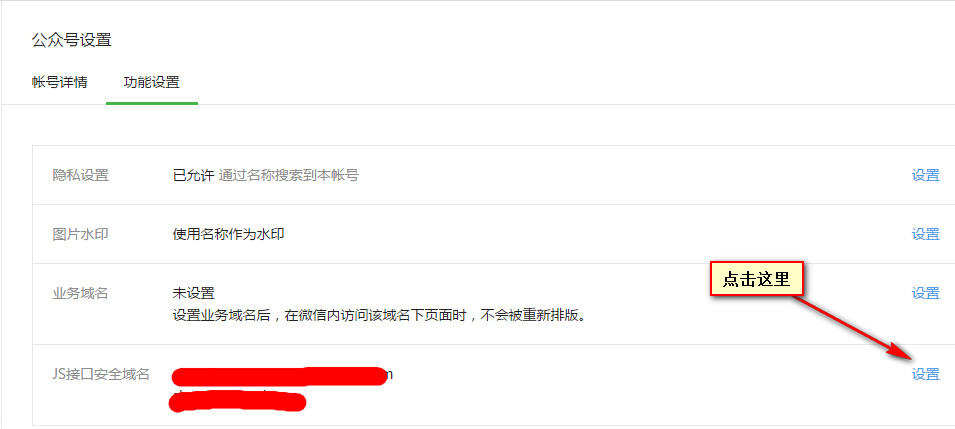 公众号设置
帐号详情 功能设置
隐私设置 已允许 通过名称搜索到本帐号 设置
图片水印 使用名称作为水印 设置
点击这里
业务域名 未设置 设置
设置业务域名后，在微信内访问该域名下页面时，不会被重新排版。
JS接口安全域名 设置